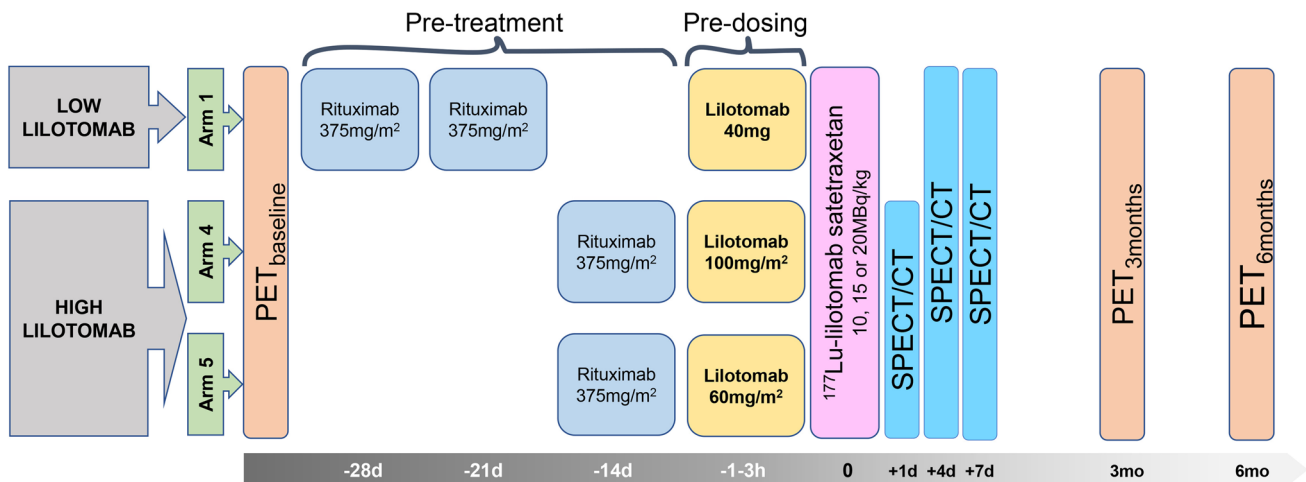 Pre-treatment
Pre-dosing
LOW
LILOTOMAB
Arm 1
PETbaseline
Rituximab
375mg/m²
Rituximab
375mg/m²
Lilotomab
40mg
¹⁷⁷Lu-lilotomab satetraxetan
10, 15 or 20MBq/kg
SPECT/CT
SPECT/CT
SPECT/CT
PET3months
PET6months
HIGH
LILOTOMAB
Arm 4
Rituximab
375mg/m²
Lilotomab
100mg/m²
Arm 5
Rituximab
375mg/m²
Lilotomab
60mg/m²
-28d
-21d
-14d
-1-3h
0
+1d
+4d
+7d
3mo
6mo